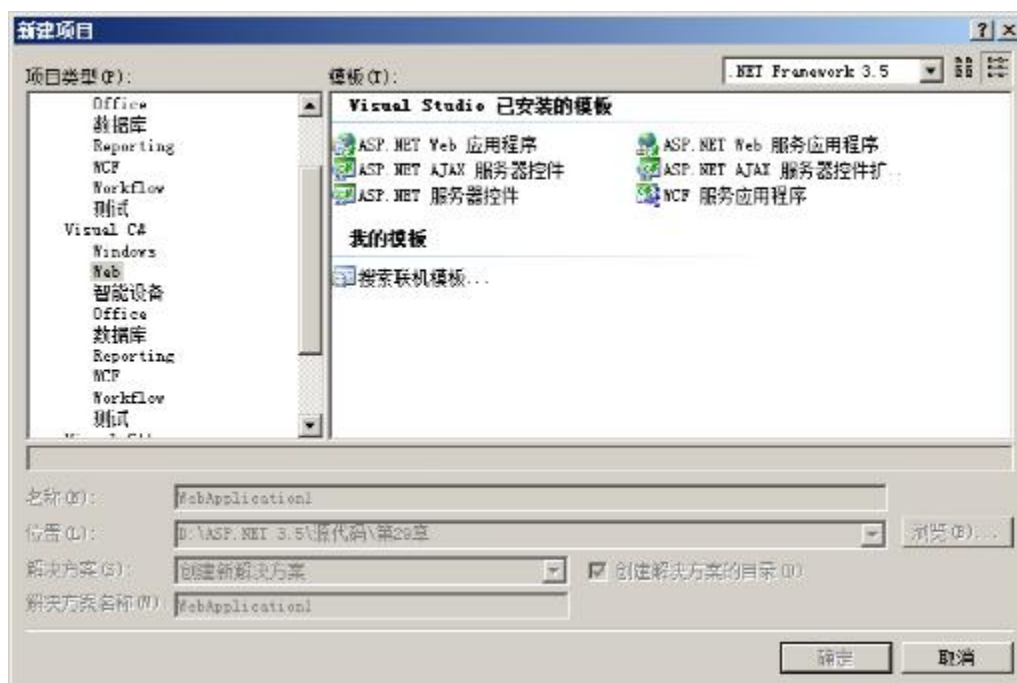 新建项目
项目类型(P):
模板(T):
.NET Framework 3.5
Office
数据库
Reporting
WCF
Workflow
测试
Visual C#
Windows
Web
智能设备
Office
数据库
Reporting
WCF
Workflow
测试
Visual Studio 已安装的模板
ASP.NET Web 应用程序
ASP.NET Web 服务应用程序
ASP.NET AJAX 服务器控件
ASP.NET AJAX 服务器控件扩...
ASP.NET 服务器控件
WCF 服务应用程序
我的模板
搜索联机模板...
名称(N):
WebApplication1
位置(L):
D:\ASP.NET 3.5\源代码\第29章
浏览(B)...
解决方案(S):
创建新解决方案
创建解决方案的目录(D)
解决方案名称(W):
WebApplication1
确定
取消